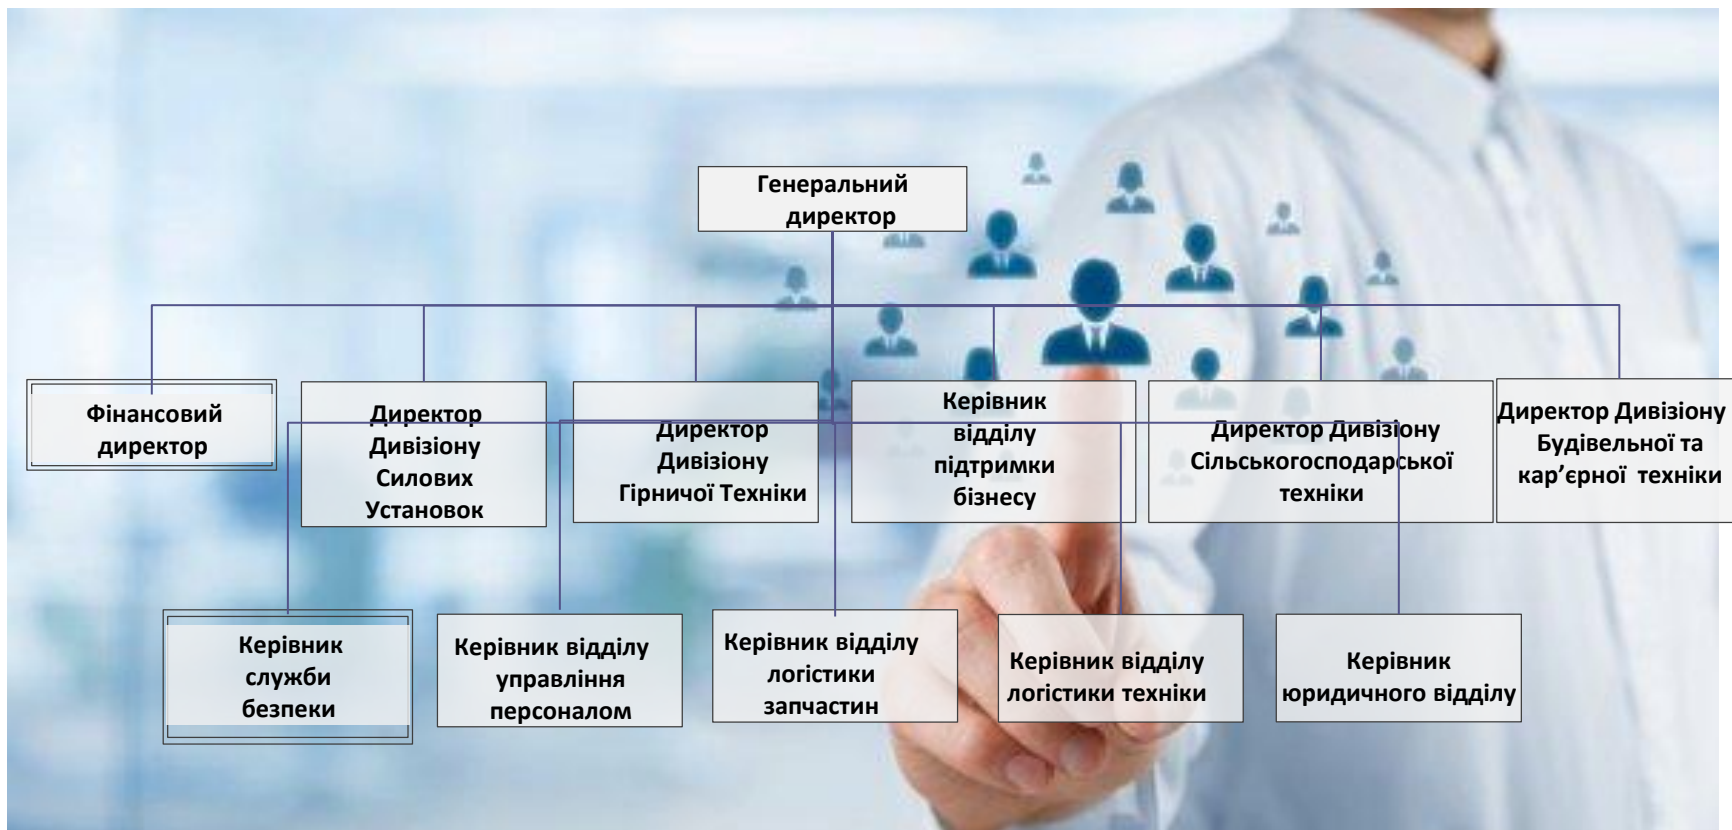 Генеральний
директор
Фінансовий
директор
Директор
Дивізіону
Силових
Установок
Директор
Дивізіону
Гірничої Техніки
Керівник
відділу
підтримки
бізнесу
Директор Дивізіону
Сільськогосподарської
техніки
Директор Дивізіону
Будівельної та
кар’єрної техніки
Керівник
служби
безпеки
Керівник відділу
управління
персоналом
Керівник відділу
логістики
запчастин
Керівник відділу
логістики техніки
Керівник
юридичного відділу